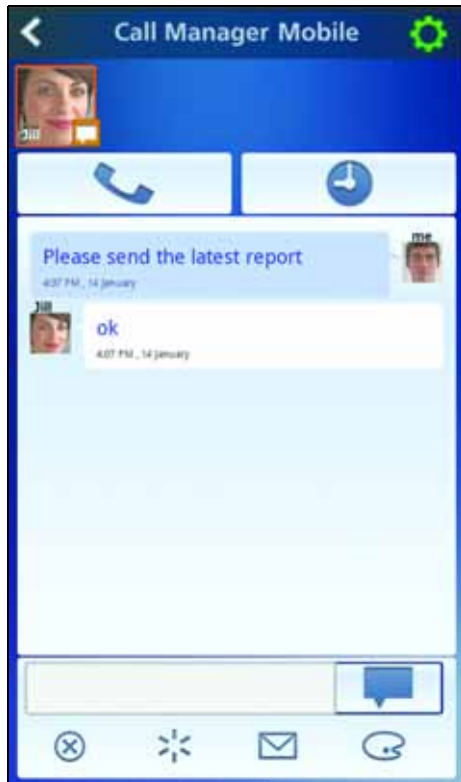 Call Manager Mobile
Jill
me
Please send the latest report
4:07 PM , 14 January
Jill
ok
4:07 PM , 14 January